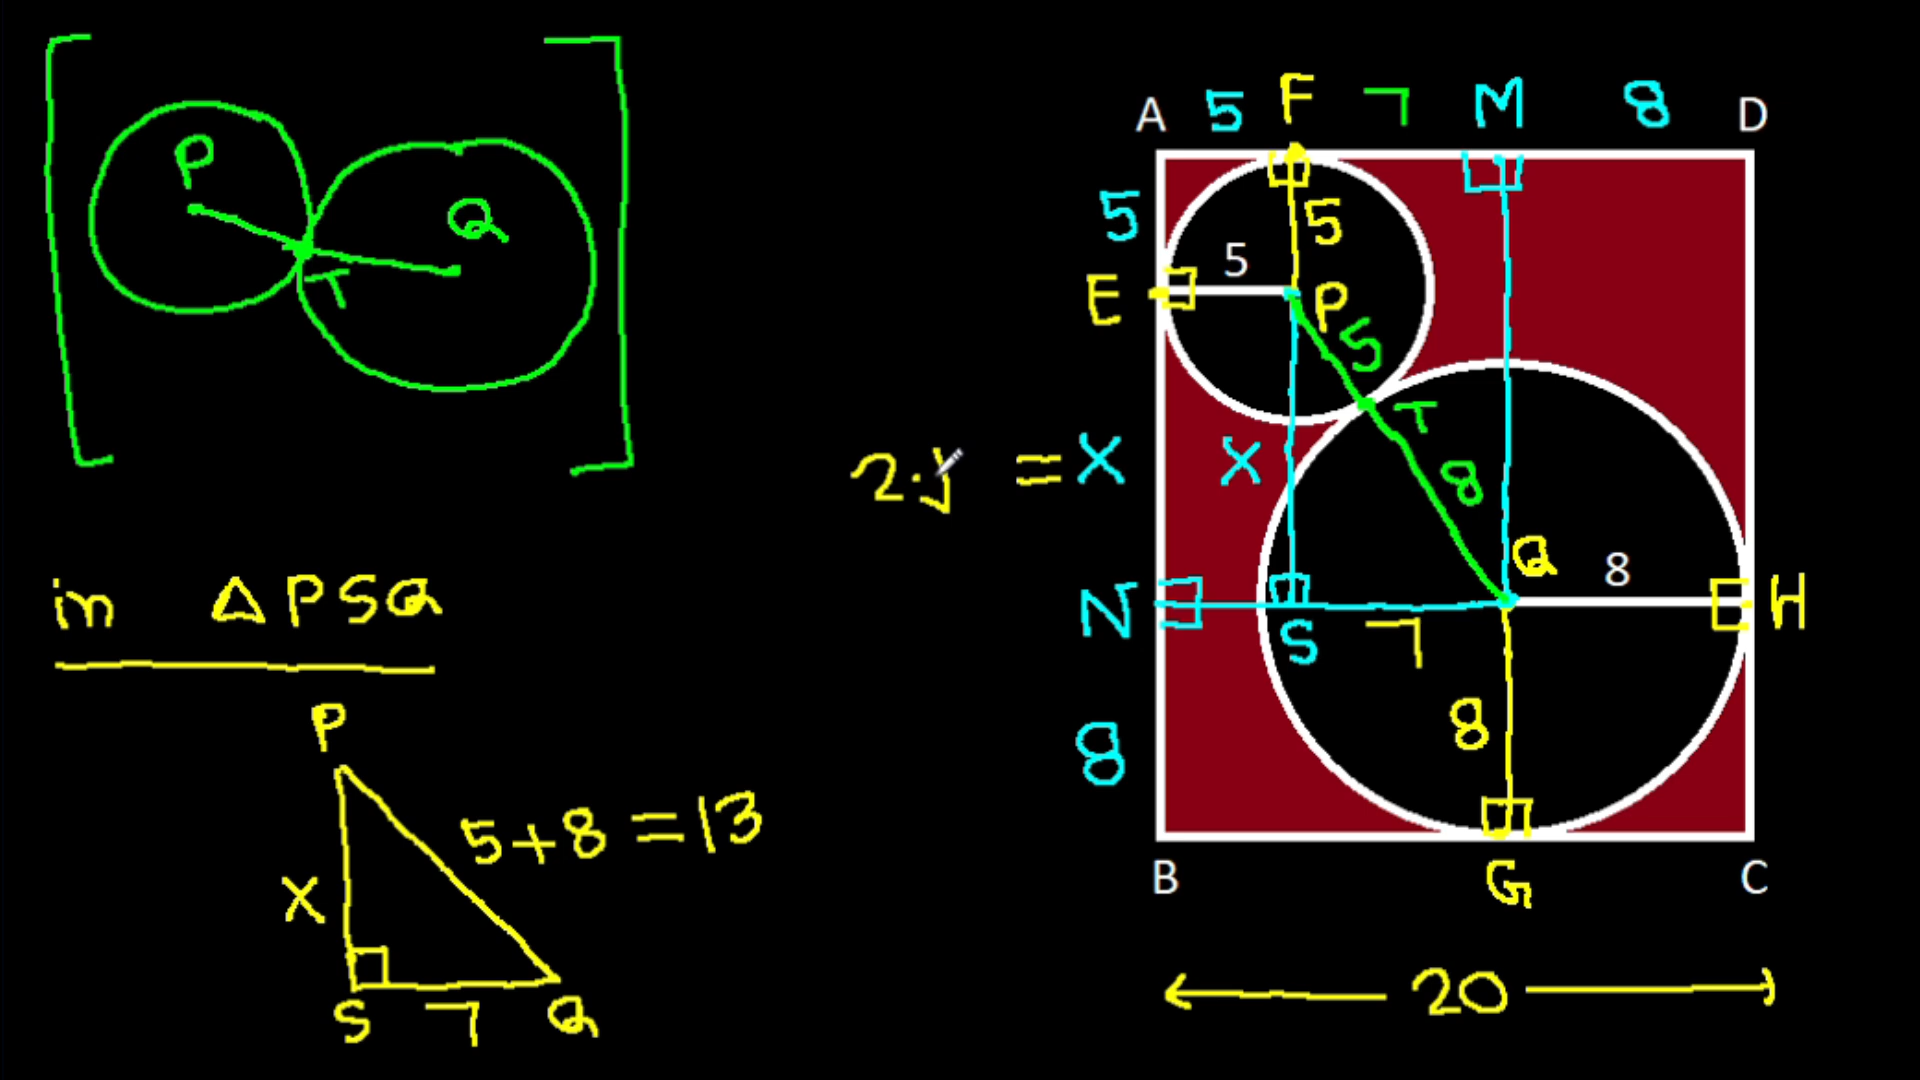 P
Q
T
in △PSQ
P
5+8=13
X
S 7 Q
A 5 F 7 M 8 D
5 5
5
E P
5
T
X X
2. =
8
Q 8
N H
S 7
8 8
B G C
20